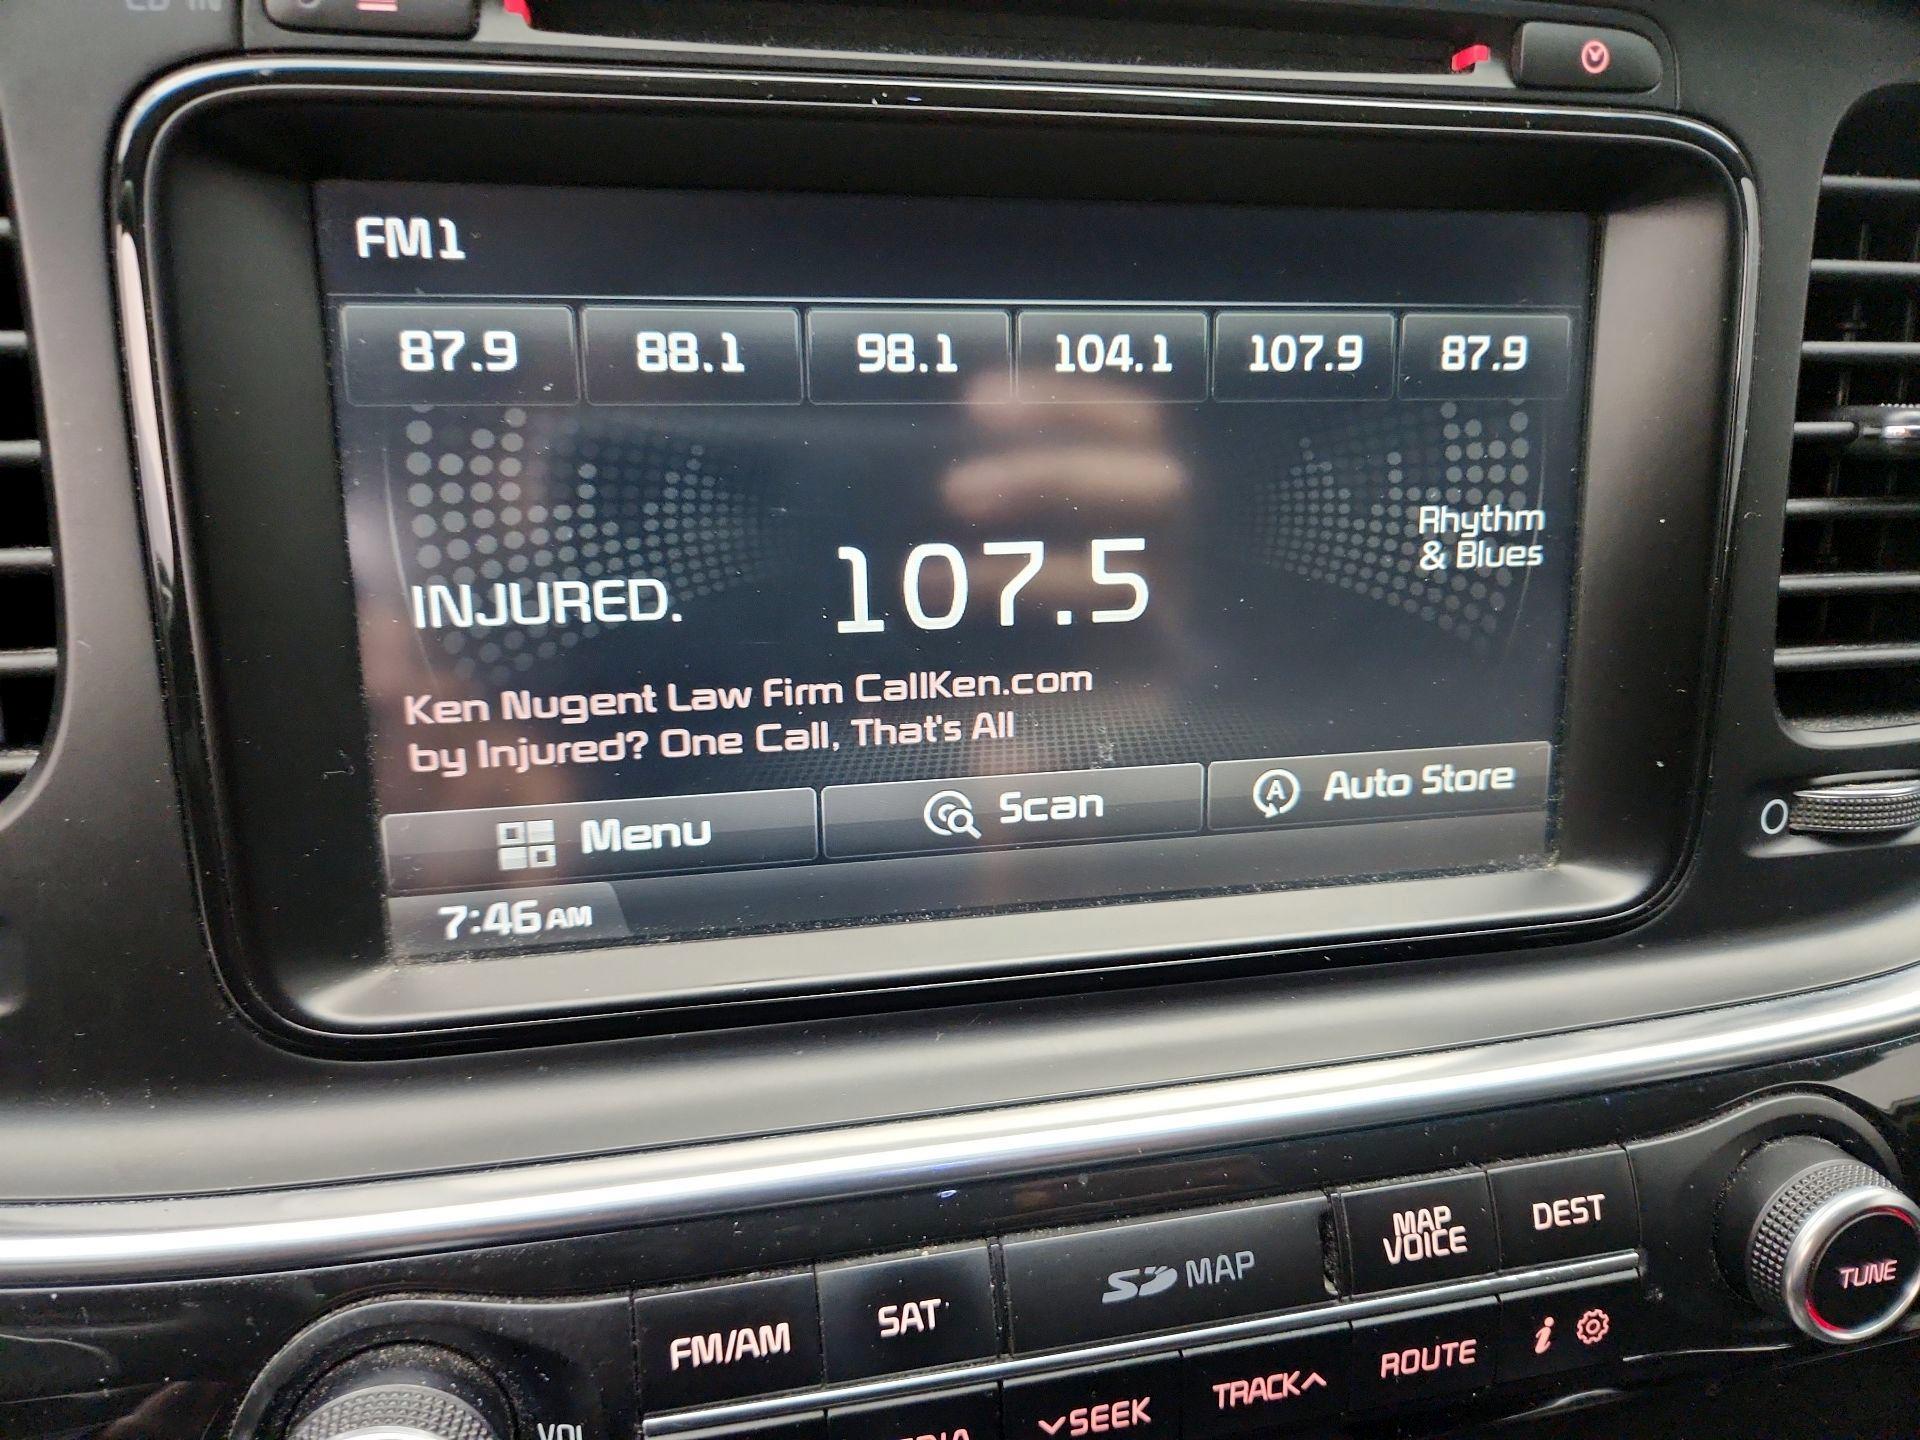 CD IN
FM1
87.9 88.1 98.1 104.1 107.9 87.9
Rhythm
& Blues
INJURED. 107.5
Ken Nugent Law Firm CallKen.com
by Injured? One Call, That's All
Menu Scan A Auto Store
7:46 AM
FM/AM SAT SD MAP MAP VOICE DEST
VOL SEEK TRACK ROUTE i
TUNE